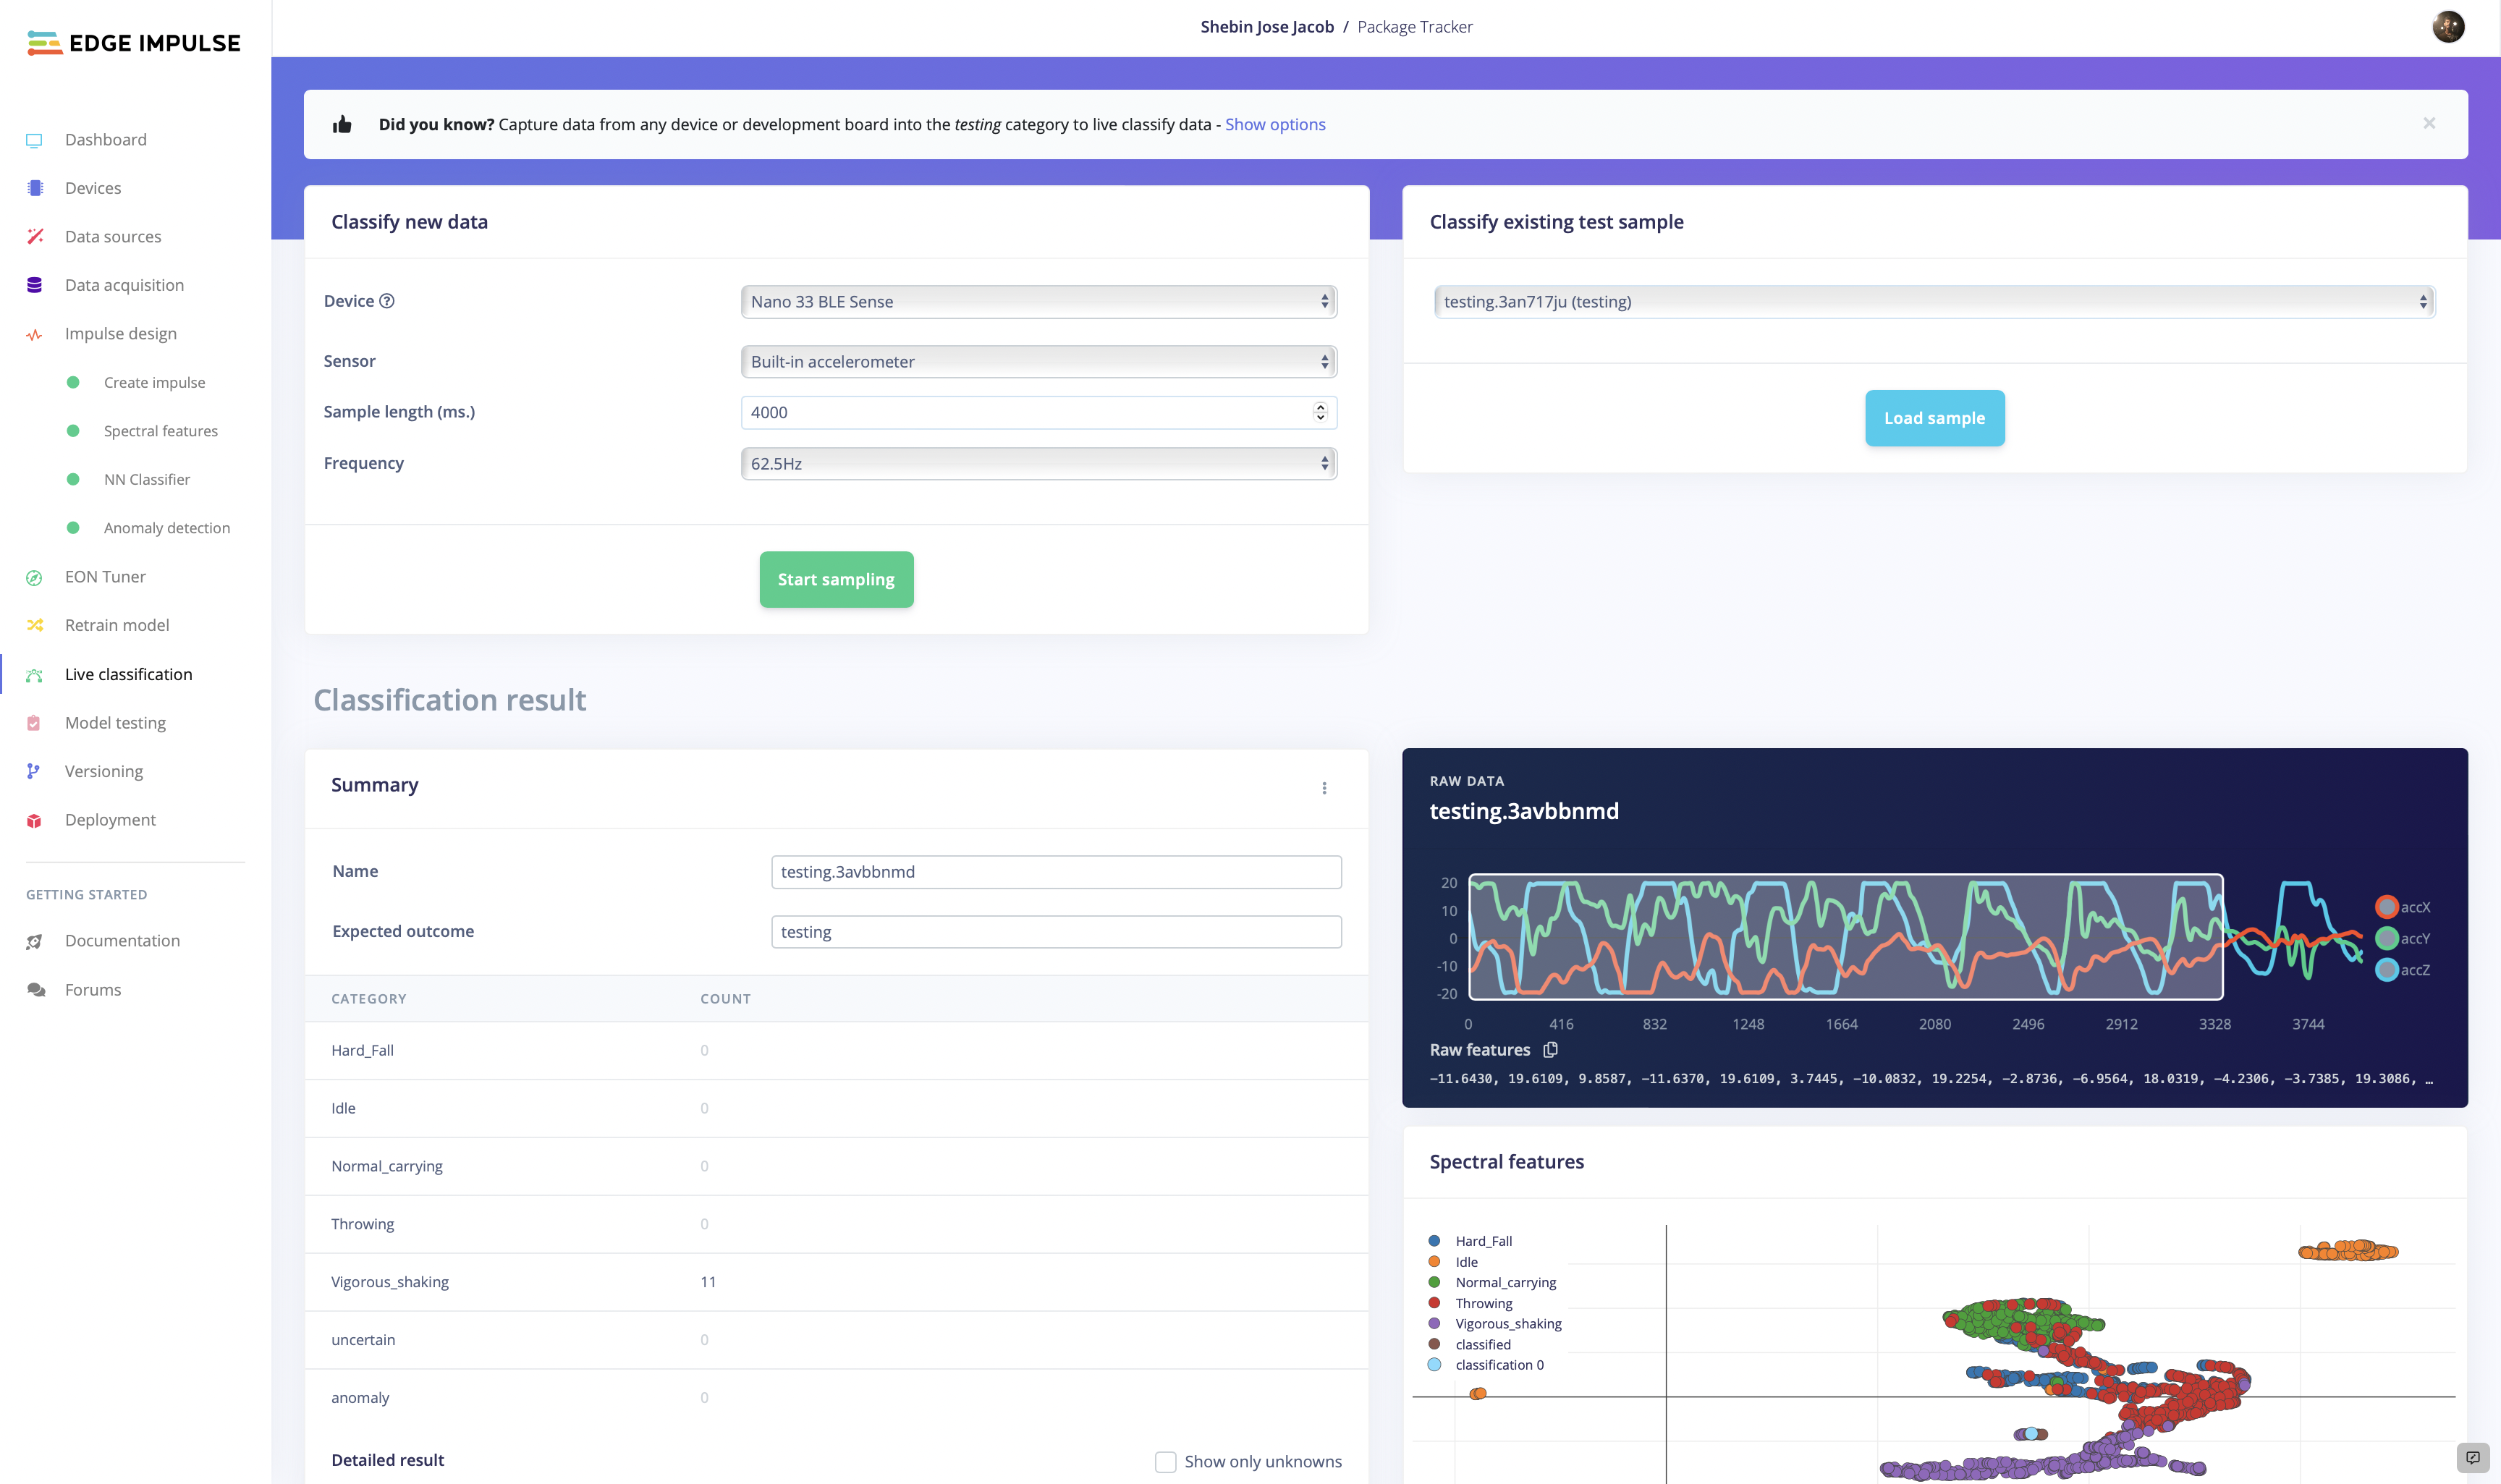 EDGE IMPULSE
Shebin Jose Jacob / Package Tracker
Dashboard
Devices
Data sources
Data acquisition
Impulse design
Create impulse
Spectral features
NN Classifier
Anomaly detection
EON Tuner
Retrain model
Live classification
Model testing
Versioning
Deployment
GETTING STARTED
Documentation
Forums
Did you know? Capture data from any device or development board into the testing category to live classify data - Show options
×
Classify new data
Device ?
Nano 33 BLE Sense
Sensor
Built-in accelerometer
Sample length (ms.)
4000
Frequency
62.5Hz
Start sampling
Classify existing test sample
testing.3an717ju (testing)
Load sample
Classification result
Summary
Name
testing.3avbbnmd
Expected outcome
testing
CATEGORY COUNT
Hard_Fall 0
Idle 0
Normal_carrying 0
Throwing 0
Vigorous_shaking 11
uncertain 0
anomaly 0
Detailed result
Show only unknowns
RAW DATA
testing.3avbbnmd
20
10
0
-10
-20
0 416 832 1248 1664 2080 2496 2912 3328 3744
accX
accY
accZ
Raw features
-11.6430, 19.6109, 9.8587, -11.6370, 19.6109, 3.7445, -10.0832, 19.2254, -2.8736, -6.9564, 18.0319, -4.2306, -3.7385, 19.3086, …
Spectral features
Hard_Fall
Idle
Normal_carrying
Throwing
Vigorous_shaking
classified
classification 0